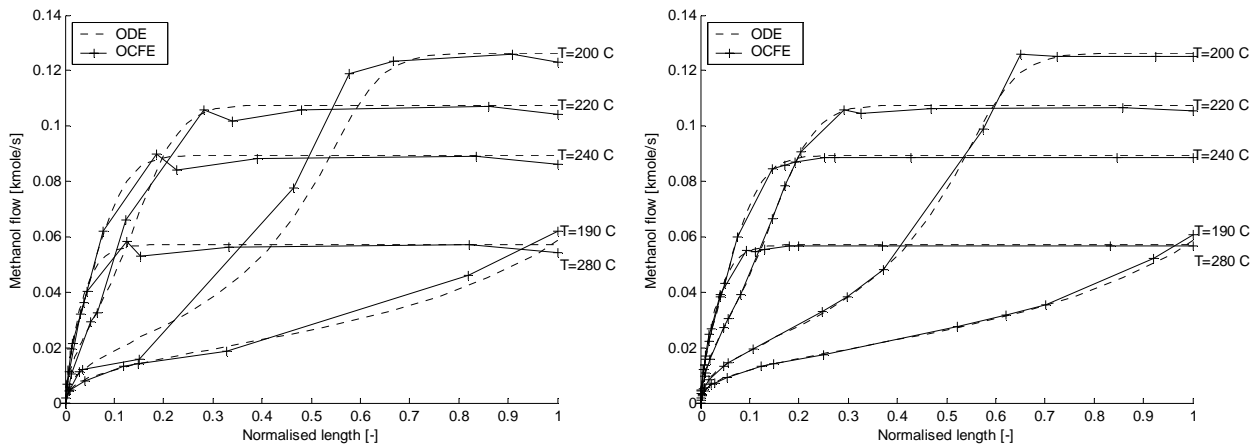 0.14
0.12
0.1
0.08
0.06
0.04
0.02
0
Methanol flow [kmole/s]
ODE
OCFE
T=200 C
T=220 C
T=240 C
T=190 C
T=280 C
0 0.1 0.2 0.3 0.4 0.5 0.6 0.7 0.8 0.9 1
Normalised length [-]
0.14
0.12
0.1
0.08
0.06
0.04
0.02
0
Methanol flow [kmole/s]
ODE
OCFE
T=200 C
T=220 C
T=240 C
T=190 C
T=280 C
0 0.1 0.2 0.3 0.4 0.5 0.6 0.7 0.8 0.9 1
Normalised length [-]